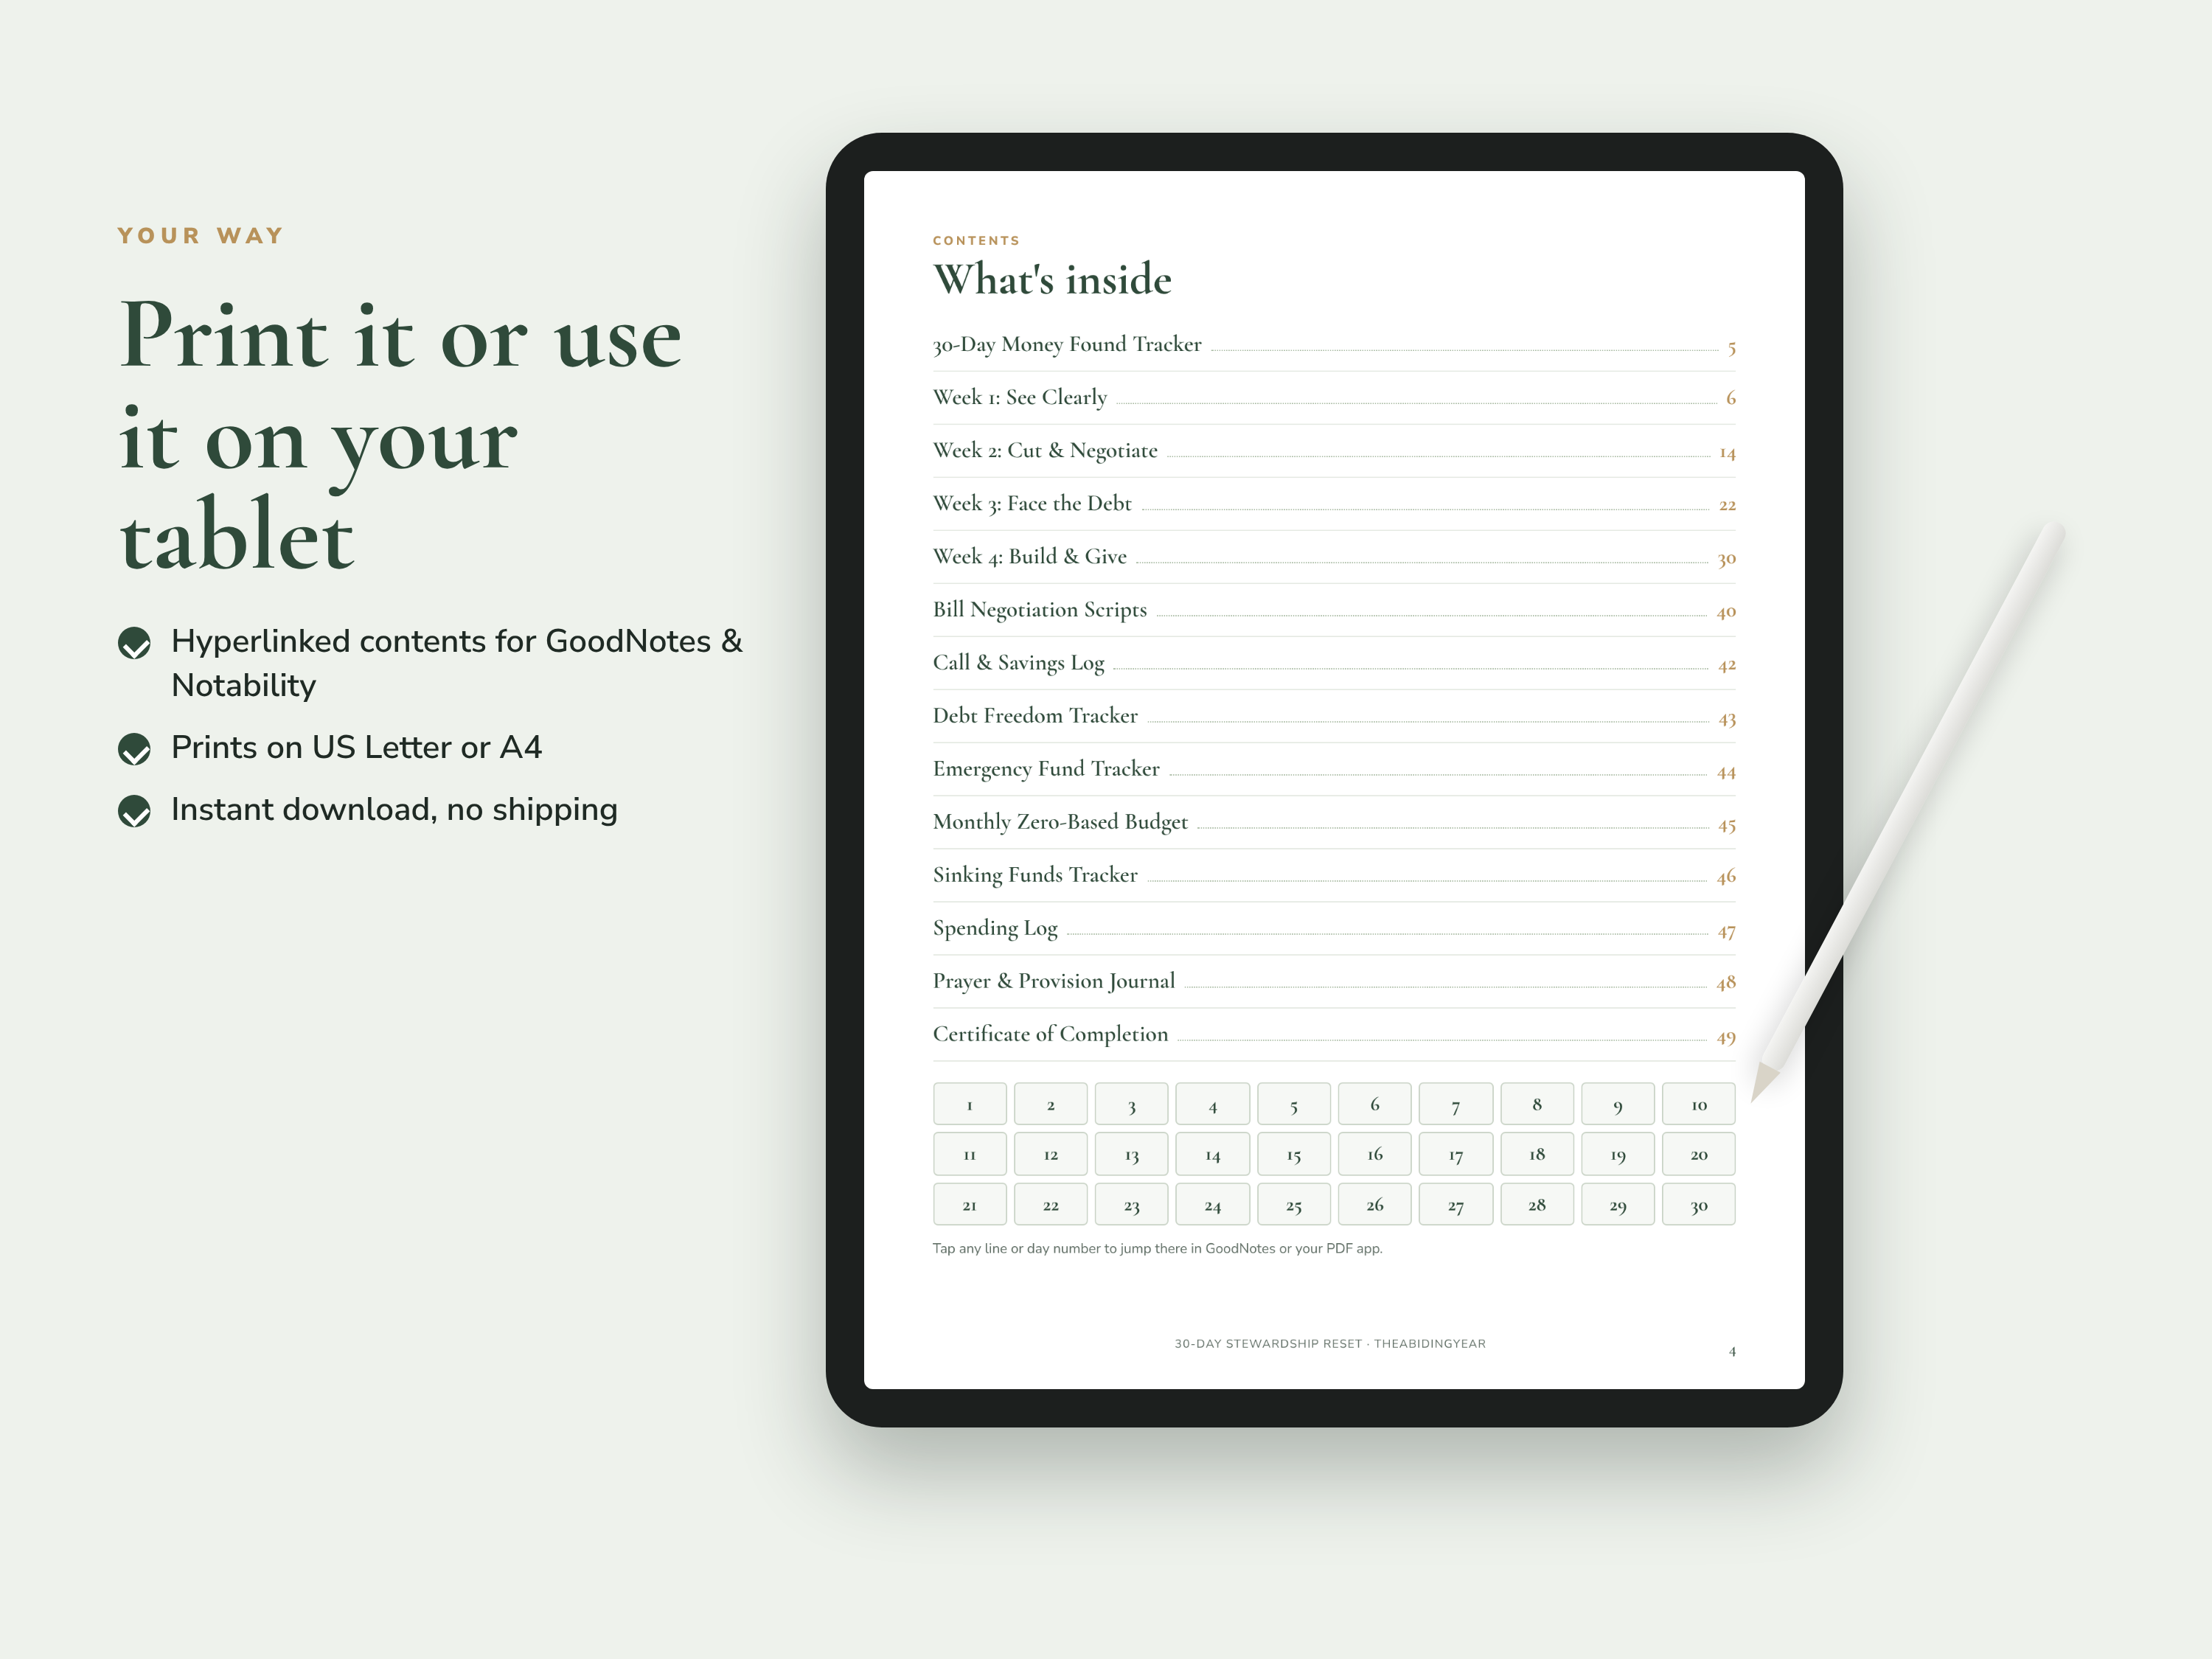 YOUR WAY
Print it or use
it on your
tablet
Hyperlinked contents for GoodNotes &
Notability
Prints on US Letter or A4
Instant download, no shipping
CONTENTS
What's inside
30-Day Money Found Tracker 5
Week 1: See Clearly 6
Week 2: Cut & Negotiate 14
Week 3: Face the Debt 22
Week 4: Build & Give 30
Bill Negotiation Scripts 40
Call & Savings Log 42
Debt Freedom Tracker 43
Emergency Fund Tracker 44
Monthly Zero-Based Budget 45
Sinking Funds Tracker 46
Spending Log 47
Prayer & Provision Journal 48
Certificate of Completion 49
1 2 3 4 5 6 7 8 9 10
11 12 13 14 15 16 17 18 19 20
21 22 23 24 25 26 27 28 29 30
Tap any line or day number to jump there in GoodNotes or your PDF app.
30-DAY STEWARDSHIP RESET · THEABIDINGYEAR
4